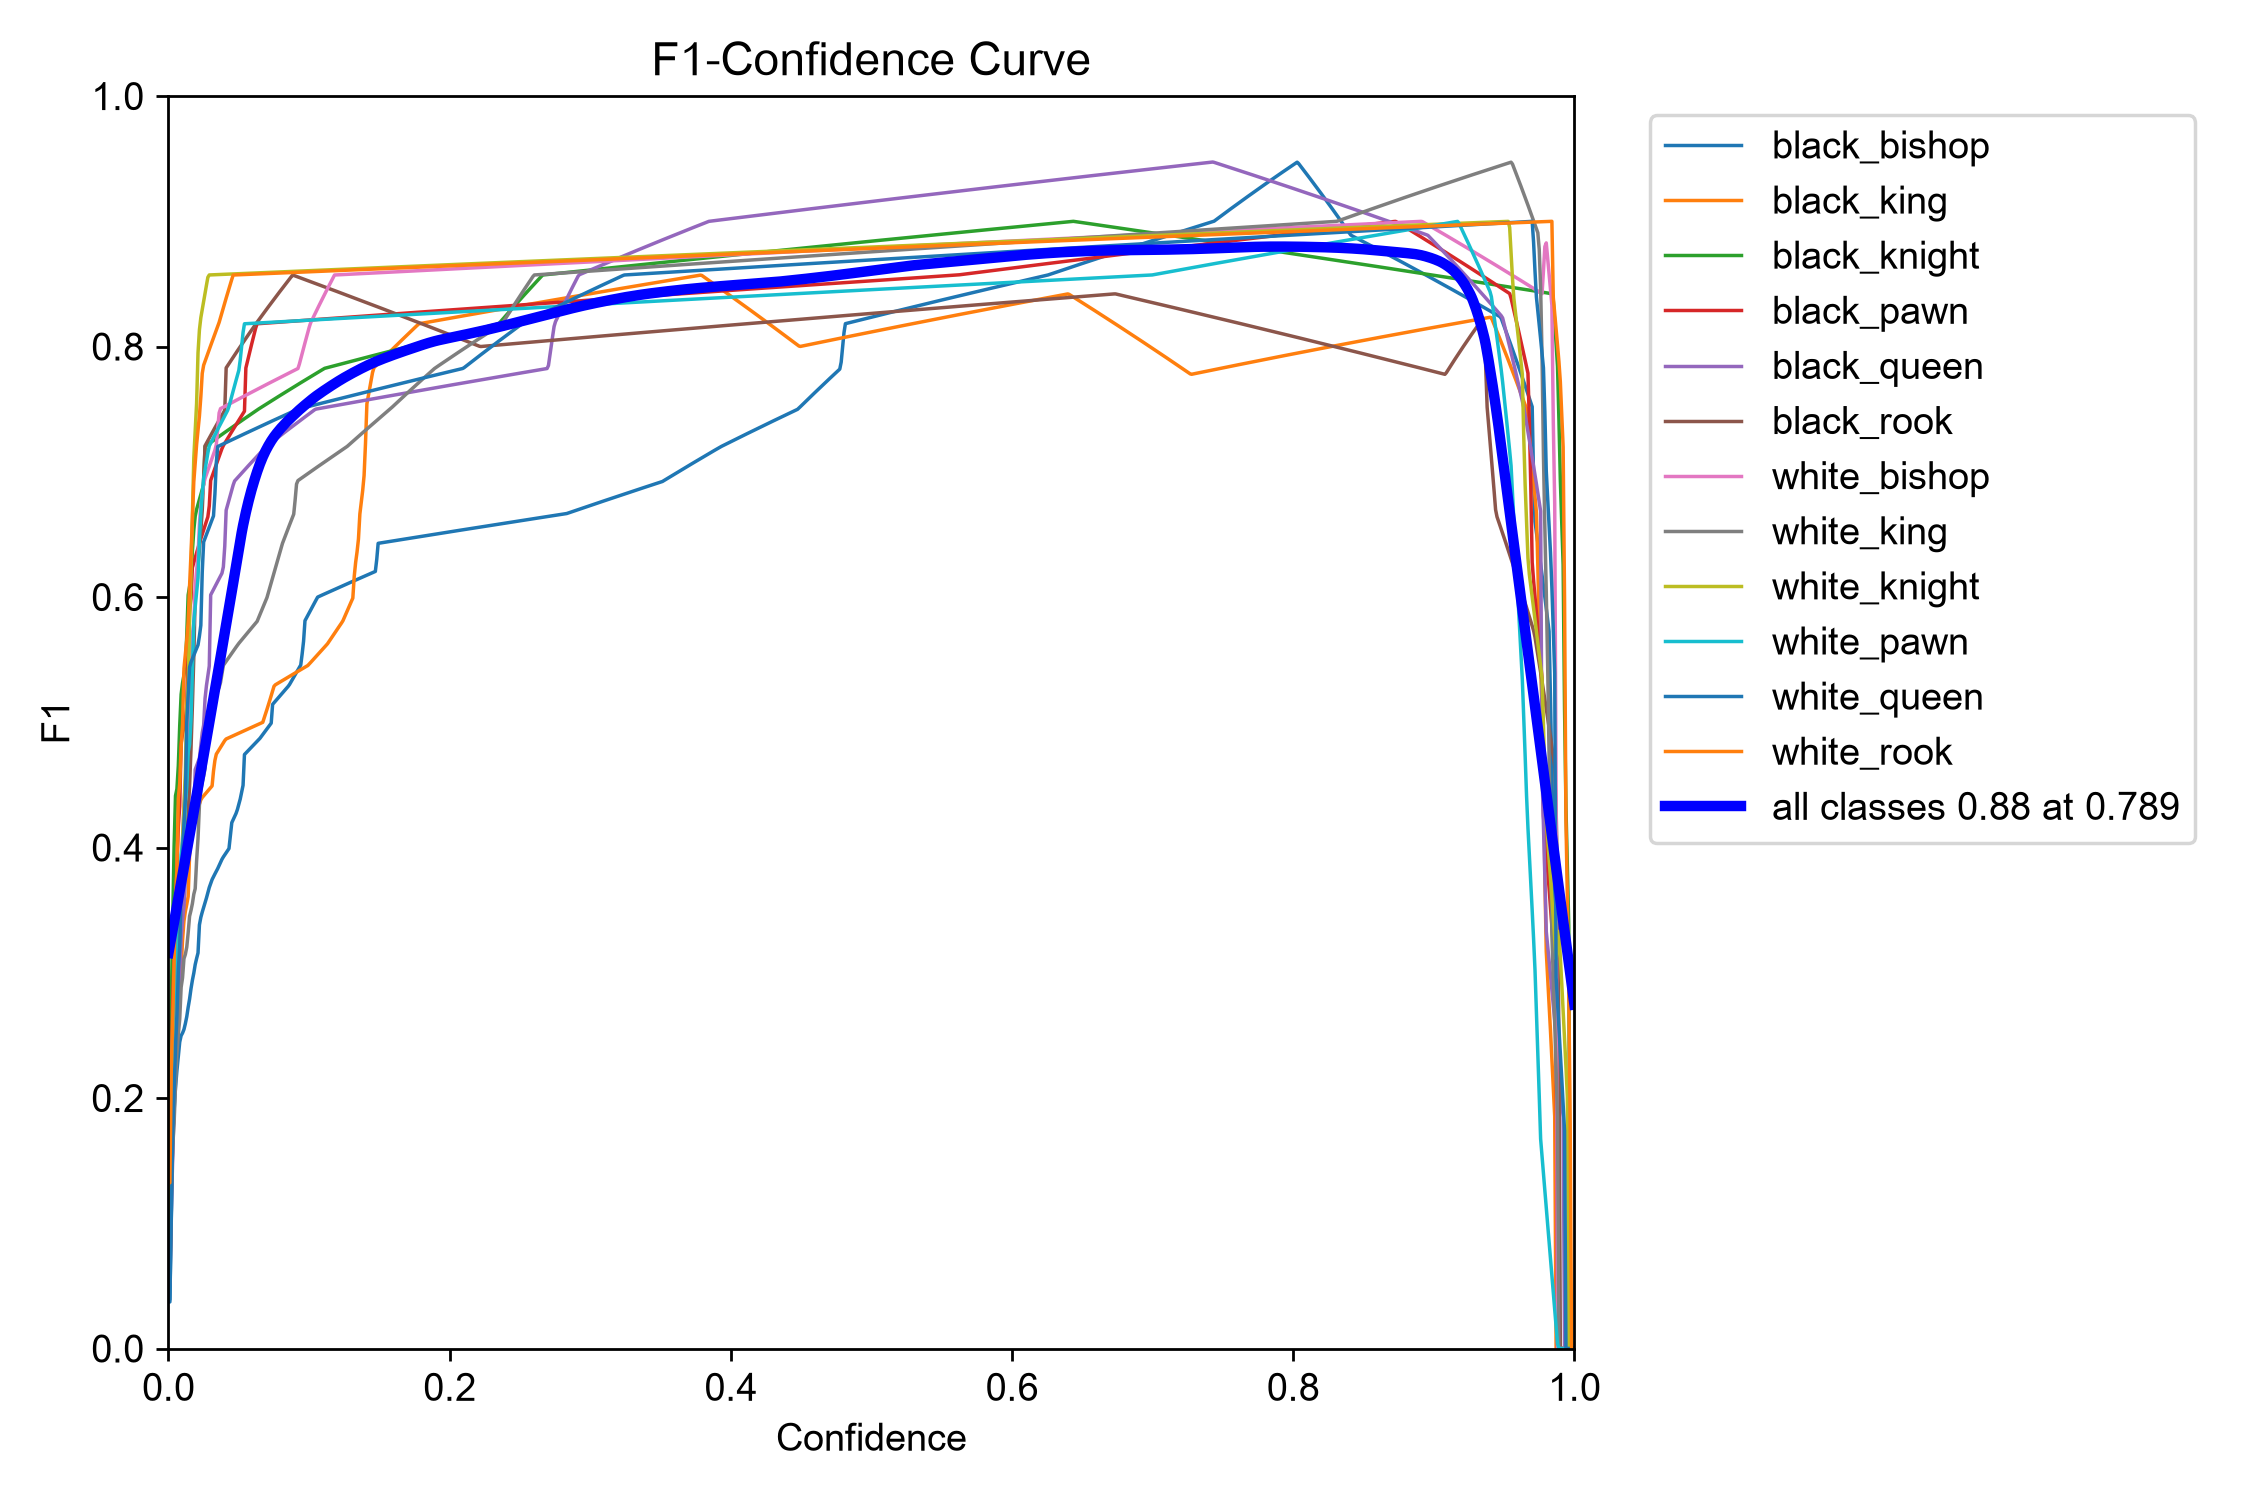 F1-Confidence Curve
1.0
0.8
0.6
0.4
0.2
0.0
F1
0.0 0.2 0.4 0.6 0.8 1.0
Confidence
black_bishop
black_king
black_knight
black_pawn
black_queen
black_rook
white_bishop
white_king
white_knight
white_pawn
white_queen
white_rook
all classes 0.88 at 0.789